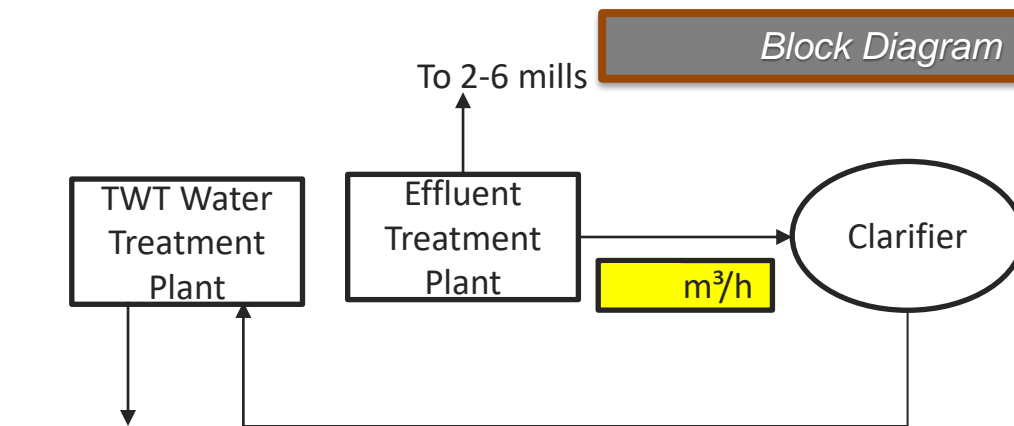 Block Diagram
To 2-6 mills
TWT Water
Treatment
Plant
Effluent
Treatment
Plant
m³/h
Clarifier